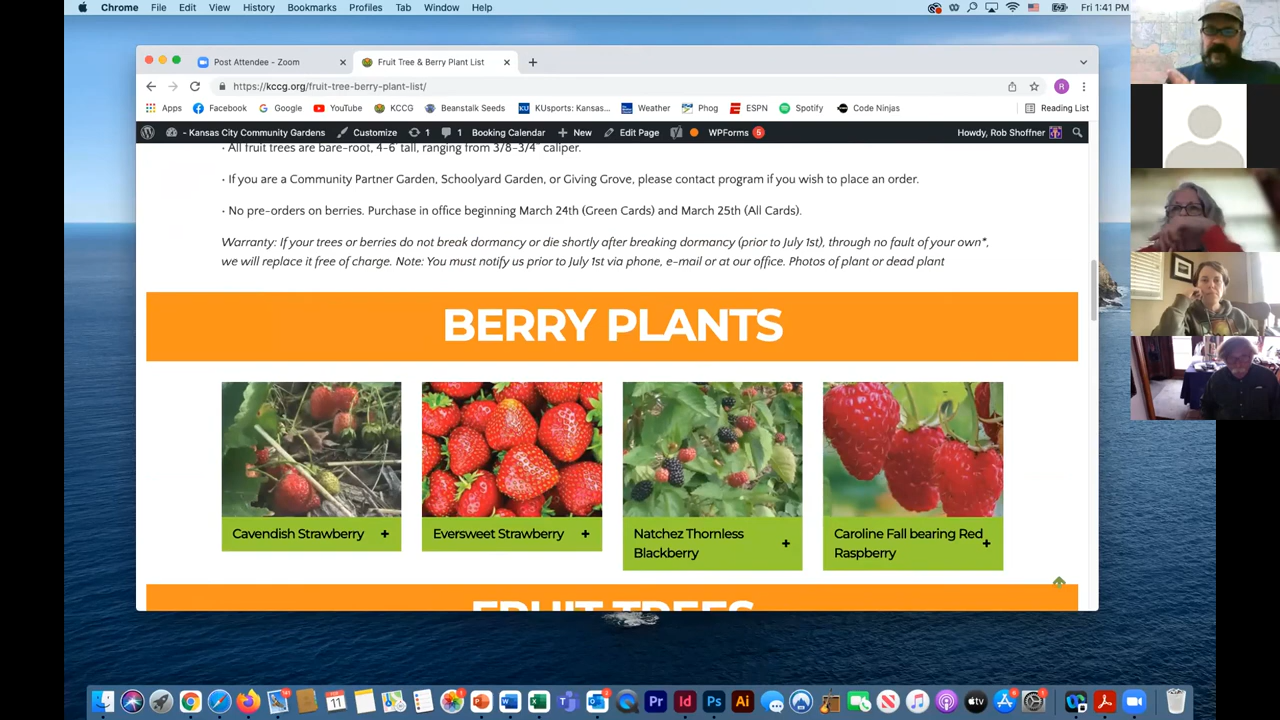 Chrome File Edit View History Bookmarks Profiles Tab Window Help Fri 1:41 PM
Post Attendee - Zoom
Fruit Tree & Berry Plant List
https://kccg.org/fruit-tree-berry-plant-list/
Apps Facebook Google YouTube KCCG Beanstalk Seeds KUsports: Kansas... Weather Phog ESPN Spotify Code Ninjas Reading List
- Kansas City Community Gardens Customize 1 1 Booking Calendar New Edit Page WPForms 5 Howdy, Rob Shoffner
• All fruit trees are bare-root, 4-6' tall, ranging from 3/8-3/4" caliper.
• If you are a Community Partner Garden, Schoolyard Garden, or Giving Grove, please contact program if you wish to place an order.
• No pre-orders on berries. Purchase in office beginning March 24th (Green Cards) and March 25th (All Cards).
Warranty: If your trees or berries do not break dormancy or die shortly after breaking dormancy (prior to July 1st), through no fault of your own*,
we will replace it free of charge. Note: You must notify us prior to July 1st via phone, e-mail or at our office. Photos of plant or dead plant
BERRY PLANTS
Cavendish Strawberry +
Eversweet Strawberry +
Natchez Thornless
Blackberry +
Caroline Fall bearing Red
Raspberry +
FRUIT TREES